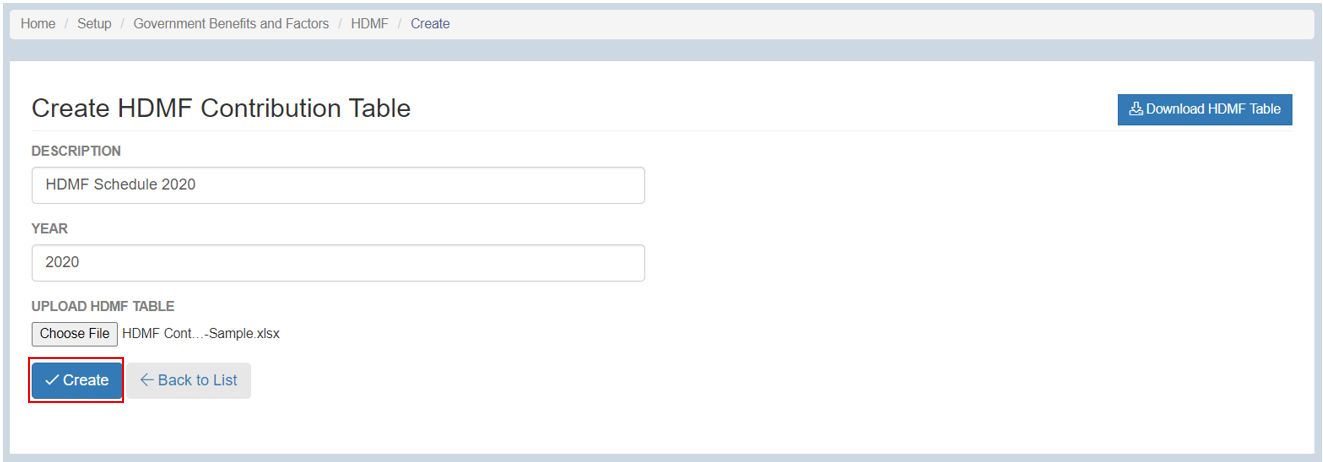 Home / Setup / Government Benefits and Factors / HDMF / Create
Create HDMF Contribution Table
Download HDMF Table
DESCRIPTION
HDMF Schedule 2020
YEAR
2020
UPLOAD HDMF TABLE
Choose File HDMF Cont...-Sample.xlsx
Create Back to List